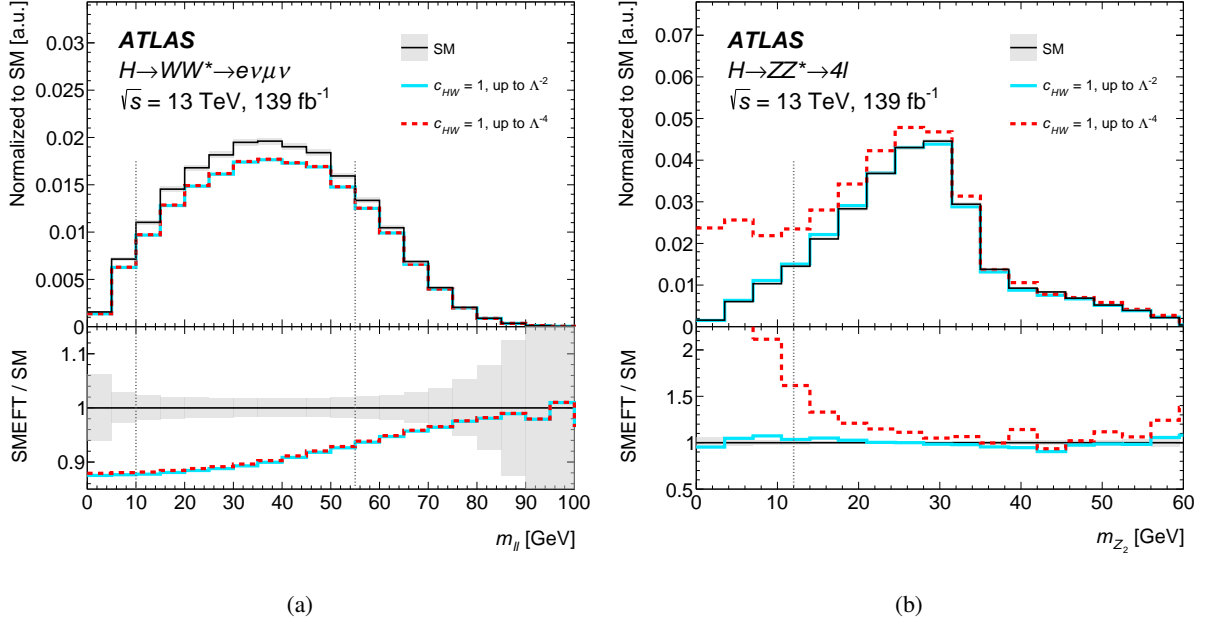 Normalized to SM [a.u.]
0.03
0.025
0.02
0.015
0.01
0.005
0
ATLAS
H→WW*→eνμν
√s = 13 TeV, 139 fb⁻¹
SM
c_HW = 1, up to Λ⁻²
c_HW = 1, up to Λ⁻⁴
SMEFT / SM
1.1
1
0.9
0 10 20 30 40 50 60 70 80 90 100
m_ll [GeV]
(a)
Normalized to SM [a.u.]
0.07
0.06
0.05
0.04
0.03
0.02
0.01
0
ATLAS
H→ZZ*→4l
√s = 13 TeV, 139 fb⁻¹
SM
c_HW = 1, up to Λ⁻²
c_HW = 1, up to Λ⁻⁴
SMEFT / SM
2
1.5
1
0.5
0 10 20 30 40 50 60
m_Z₂ [GeV]
(b)